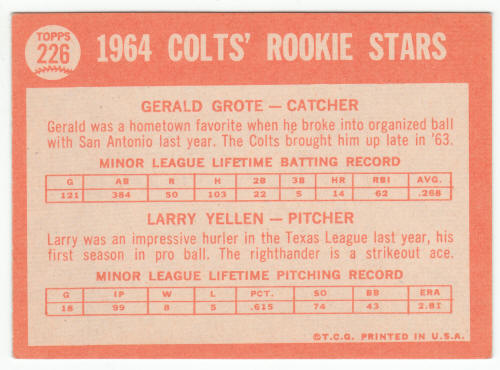 TOPPS
226
1964 COLTS' ROOKIE STARS
GERALD GROTE — CATCHER
Gerald was a hometown favorite when he broke into organized ball
with San Antonio last year. The Colts brought him up late in '63.
MINOR LEAGUE LIFETIME BATTING RECORD
G AB R H 2B 3B HR RBI AVG.
121 384 50 103 22 5 14 62 .268
LARRY YELLEN — PITCHER
Larry was an impressive hurler in the Texas League last year, his
first season in pro ball. The righthander is a strikeout ace.
MINOR LEAGUE LIFETIME PITCHING RECORD
G IP W L PCT. SO BB ERA
18 99 8 5 .615 74 43 2.81
©T.C.G. PRINTED IN U.S.A.